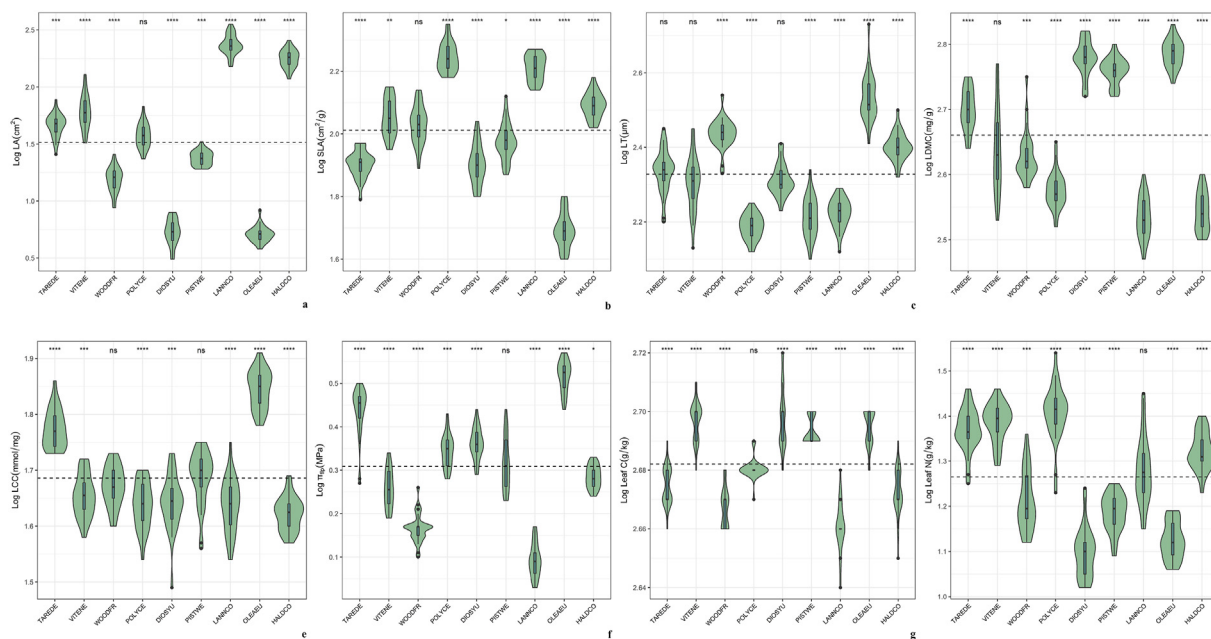 *** **** **** **** ns *** **** **** ****
Log LA(cm²)
2.5
2.0
1.5
1.0
0.5
TAREDE VITENE WOODFR POLYCE DIOSYU PISTWE LANNCO OLEAEU HALDCO
a
**** ** ns **** **** * **** **** ****
Log SLA(cm²/g)
2.2
2.0
1.8
1.6
TAREDE VITENE WOODFR POLYCE DIOSYU PISTWE LANNCO OLEAEU HALDCO
b
ns ns **** **** ns **** **** **** ****
Log LT(μm)
2.6
2.4
2.2
TAREDE VITENE WOODFR POLYCE DIOSYU PISTWE LANNCO OLEAEU HALDCO
c
**** ns *** **** **** **** **** **** ****
Log LDMC(mg/g)
2.8
2.7
2.6
2.5
TAREDE VITENE WOODFR POLYCE DIOSYU PISTWE LANNCO OLEAEU HALDCO
**** *** ns **** *** ns **** **** ****
Log LCC(mmol/mg)
1.9
1.8
1.7
1.6
1.5
TAREDE VITENE WOODFR POLYCE DIOSYU PISTWE LANNCO OLEAEU HALDCO
e
**** **** **** *** **** ns **** **** *
(MPa)
0.5
0.4
0.3
0.2
0.1
TAREDE VITENE WOODFR POLYCE DIOSYU PISTWE LANNCO OLEAEU HALDCO
f
**** **** **** ns **** **** **** **** ****
Log Leaf C(g/kg)
2.72
2.70
2.68
2.66
2.64
TAREDE VITENE WOODFR POLYCE DIOSYU PISTWE LANNCO OLEAEU HALDCO
g
**** **** *** **** **** **** ns **** ****
Log Leaf N(g/kg)
1.5
1.4
1.3
1.2
1.1
1.0
TAREDE VITENE WOODFR POLYCE DIOSYU PISTWE LANNCO OLEAEU HALDCO